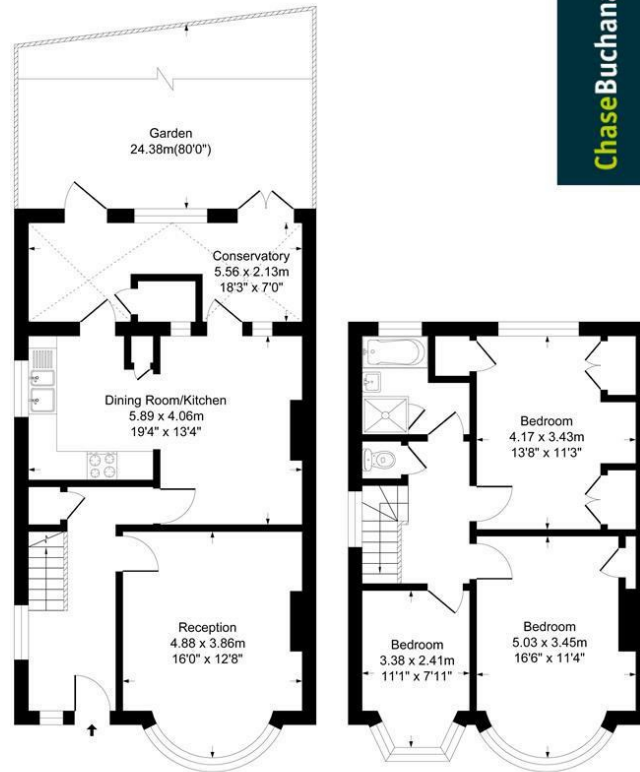 ChaseBuchana
Garden
24.38m(80'0")
Conservatory
5.56 x 2.13m
18'3" x 7'0"
Dining Room/Kitchen
5.89 x 4.06m
19'4" x 13'4"
Reception
4.88 x 3.86m
16'0" x 12'8"
Bedroom
4.17 x 3.43m
13'8" x 11'3"
Bedroom
3.38 x 2.41m
11'1" x 7'11"
Bedroom
5.03 x 3.45m
16'6" x 11'4"